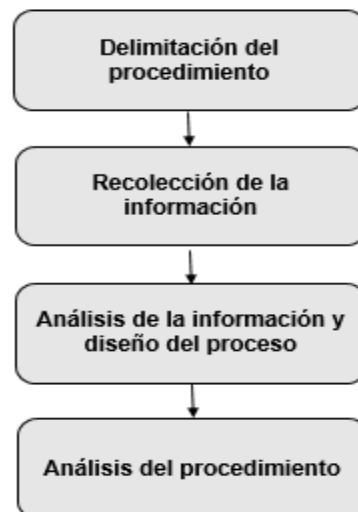 Delimitación del
procedimiento
Recolección de la
información
Análisis de la información y
diseño del proceso
Análisis del procedimiento